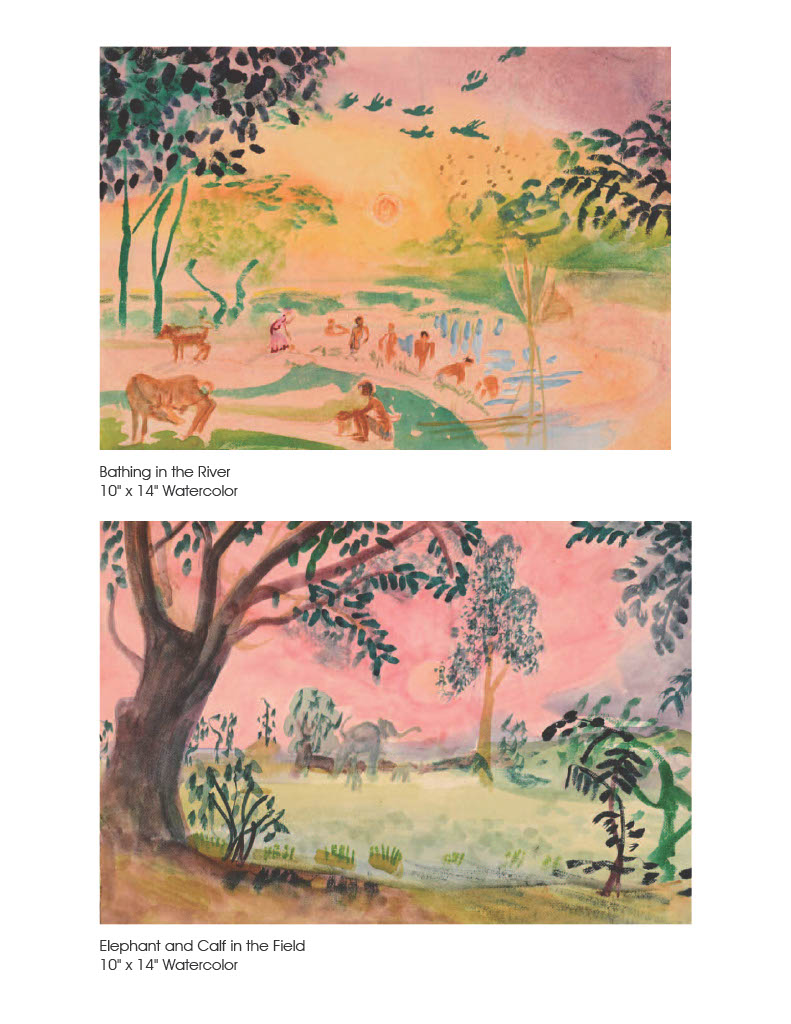 Bathing in the River
10" x 14" Watercolor
Elephant and Calf in the Field
10" x 14" Watercolor